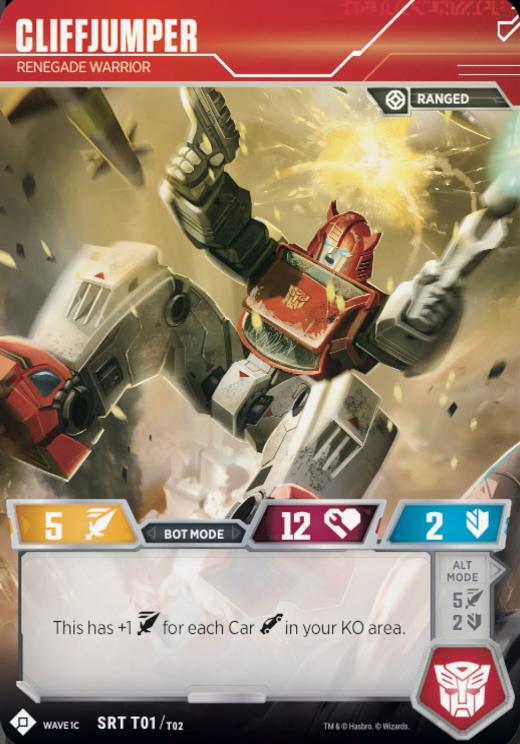 CLIFFJUMPER
RENEGADE WARRIOR
RANGED
5
BOT MODE
12
2
ALT
MODE
5
2
This has +1 for each Car in your KO area.
WAVE 1C SRT T01/T02
TM & © Hasbro. © Wizards.